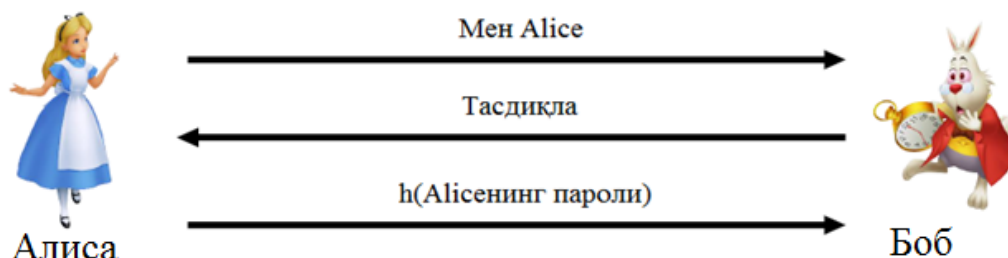 Мен Alice
Тасдиқла
h(Aliceнинг пароли)
Алиса
Боб